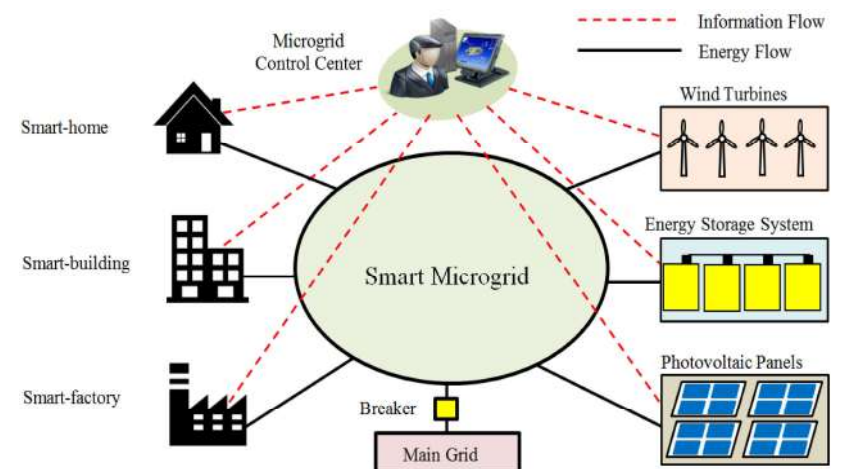 Microgrid
Control Center
Information Flow
Energy Flow
Wind Turbines
Smart-home
Energy Storage System
Smart-building
Smart Microgrid
Photovoltaic Panels
Smart-factory
Breaker
Main Grid